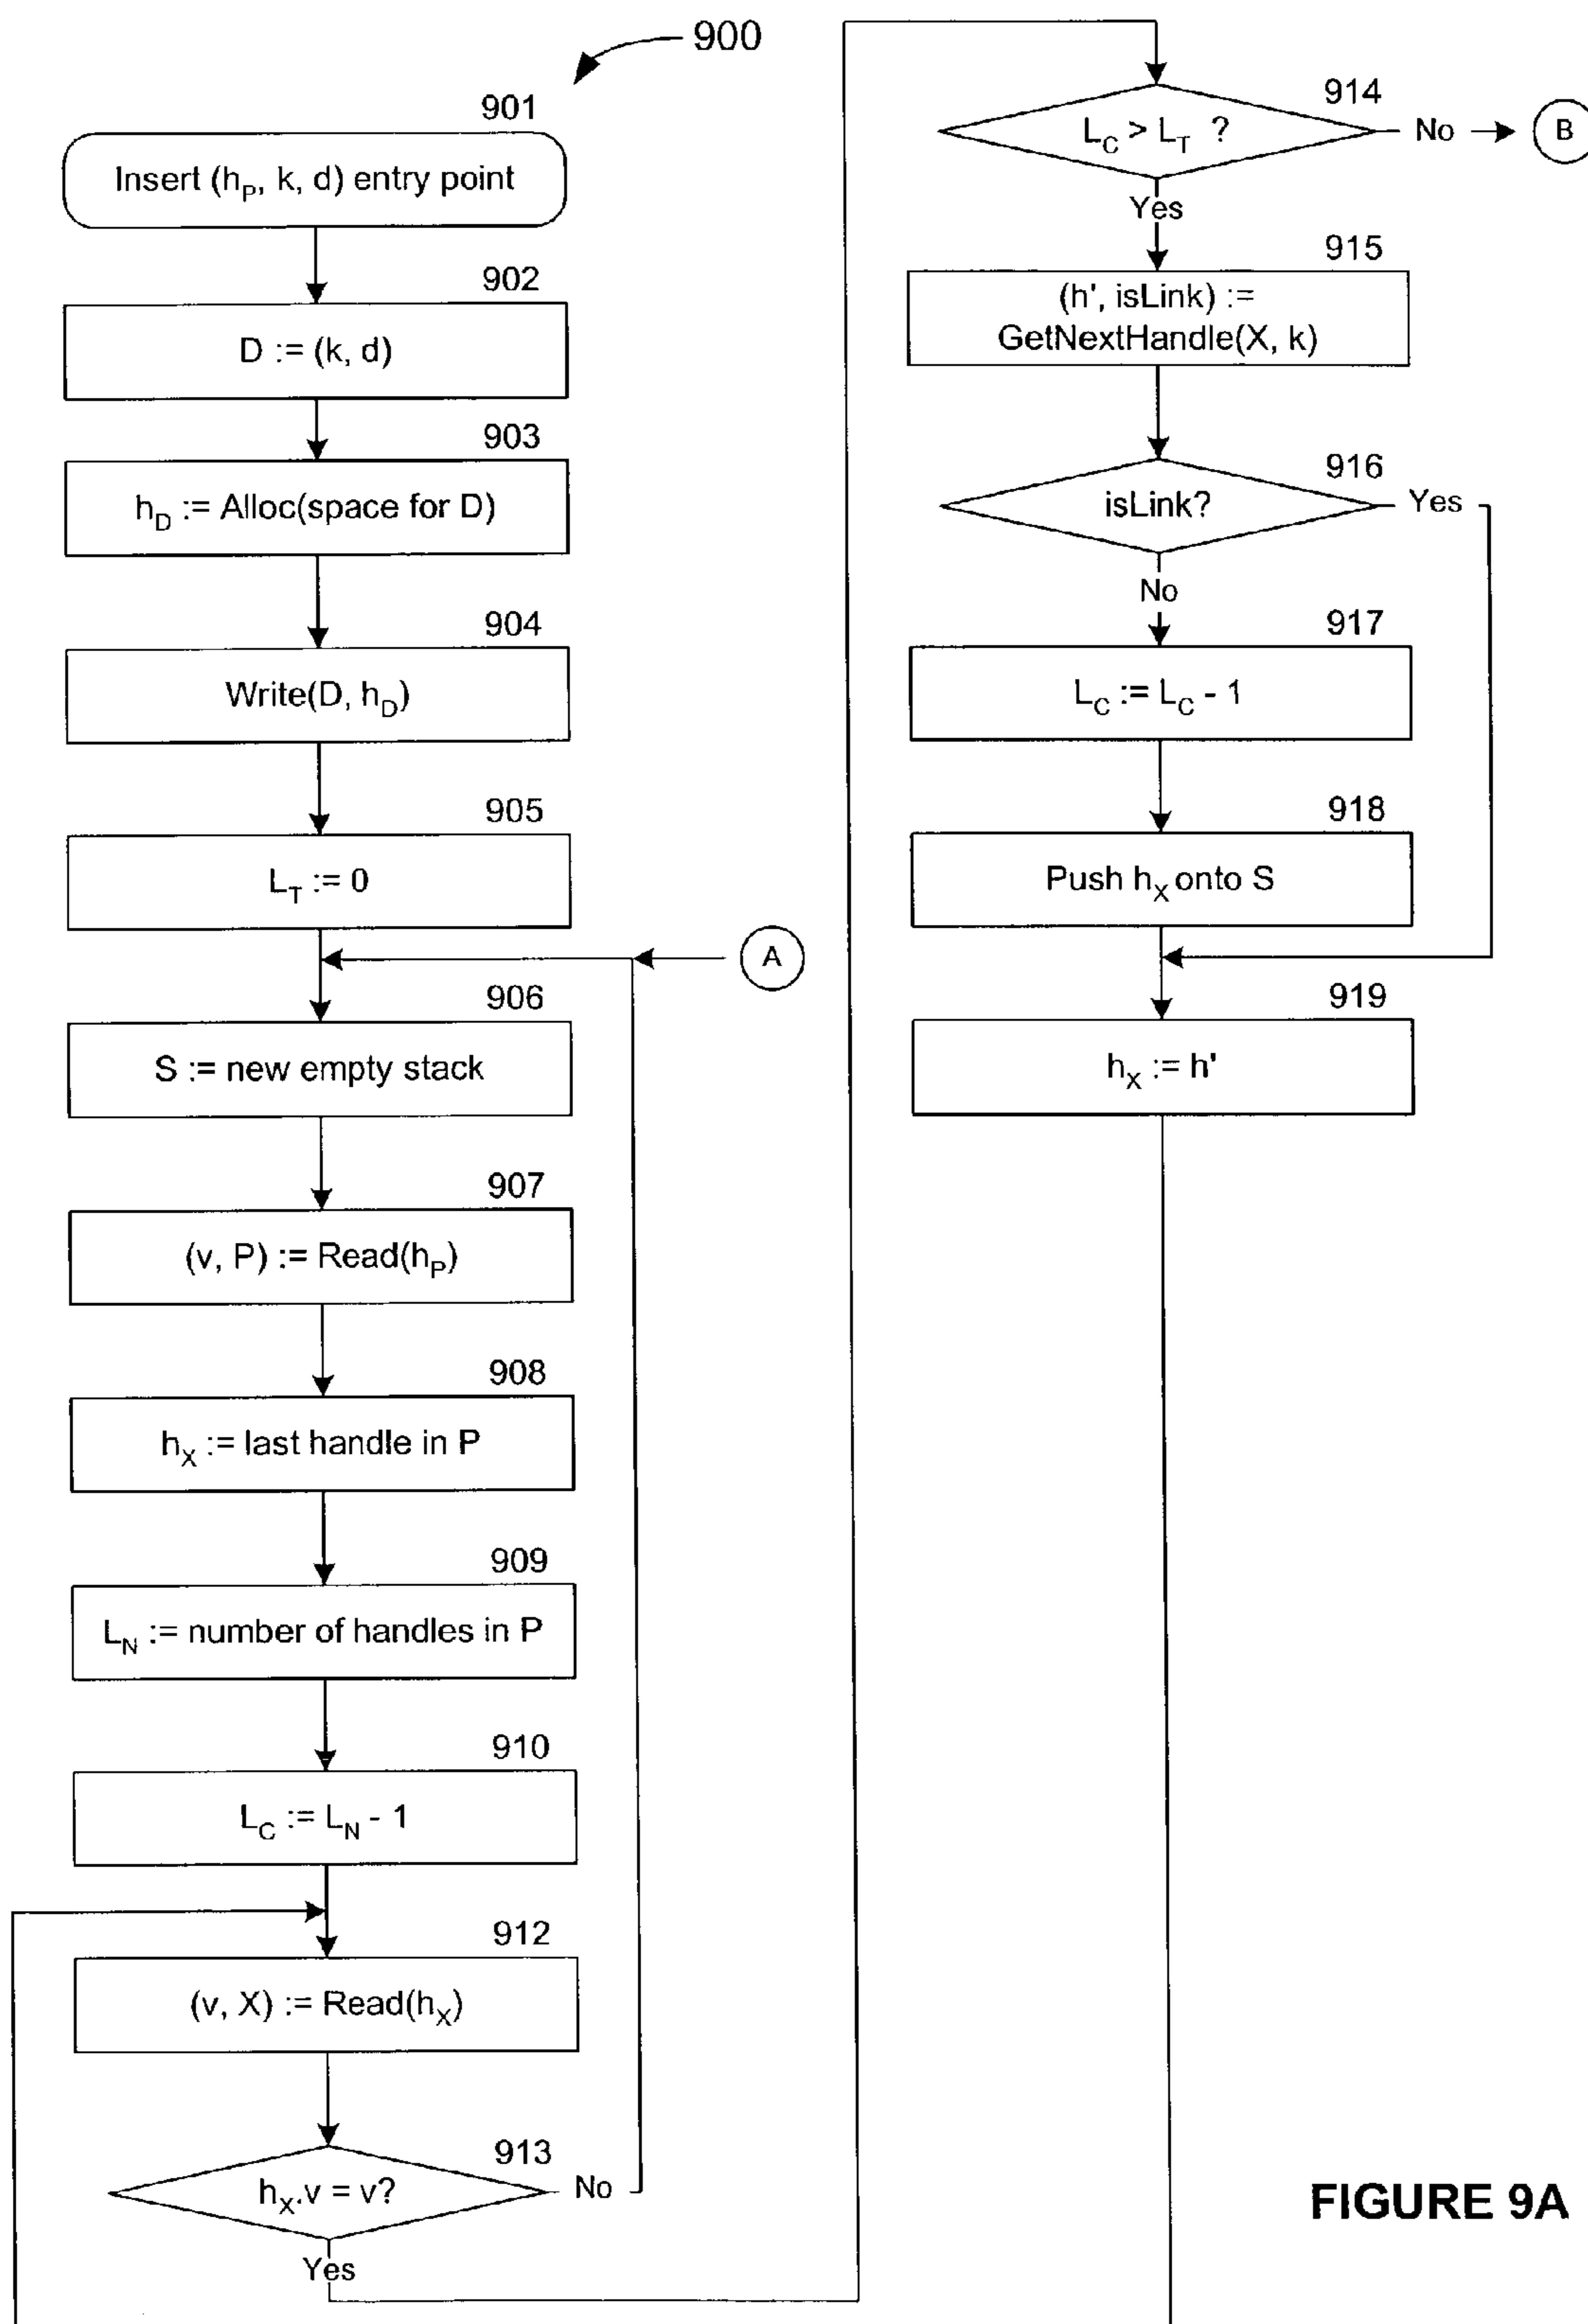 900
901
Insert (hP, k, d) entry point
902
D := (k, d)
903
hD := Alloc(space for D)
904
Write(D, hD)
905
LT := 0
A
906
S := new empty stack
907
(v, P) := Read(hP)
908
hX := last handle in P
909
LN := number of handles in P
910
LC := LN - 1
912
(v, X) := Read(hX)
913
hX.v = v?
No
Yes
914
LC > LT ?
No
B
Yes
915
(h', isLink) :=
GetNextHandle(X, k)
916
isLink?
Yes
No
917
LC := LC - 1
918
Push hX onto S
919
hX := h'
FIGURE 9A